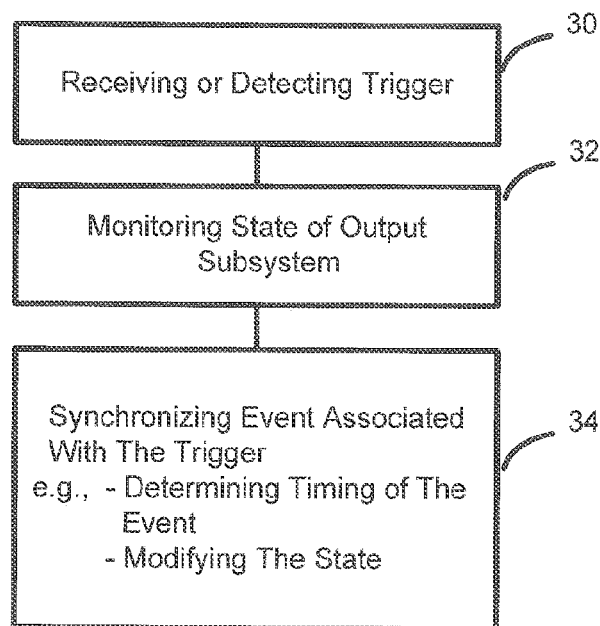 30
Receiving or Detecting Trigger
32
Monitoring State of Output
Subsystem
34
Synchronizing Event Associated
With The Trigger
e.g., - Determining Timing of The
Event
- Modifying The State